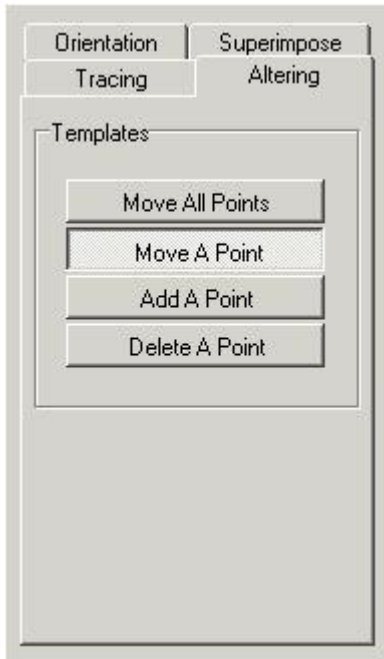 Orientation Superimpose
Tracing Altering
Templates
Move All Points
Move A Point
Add A Point
Delete A Point